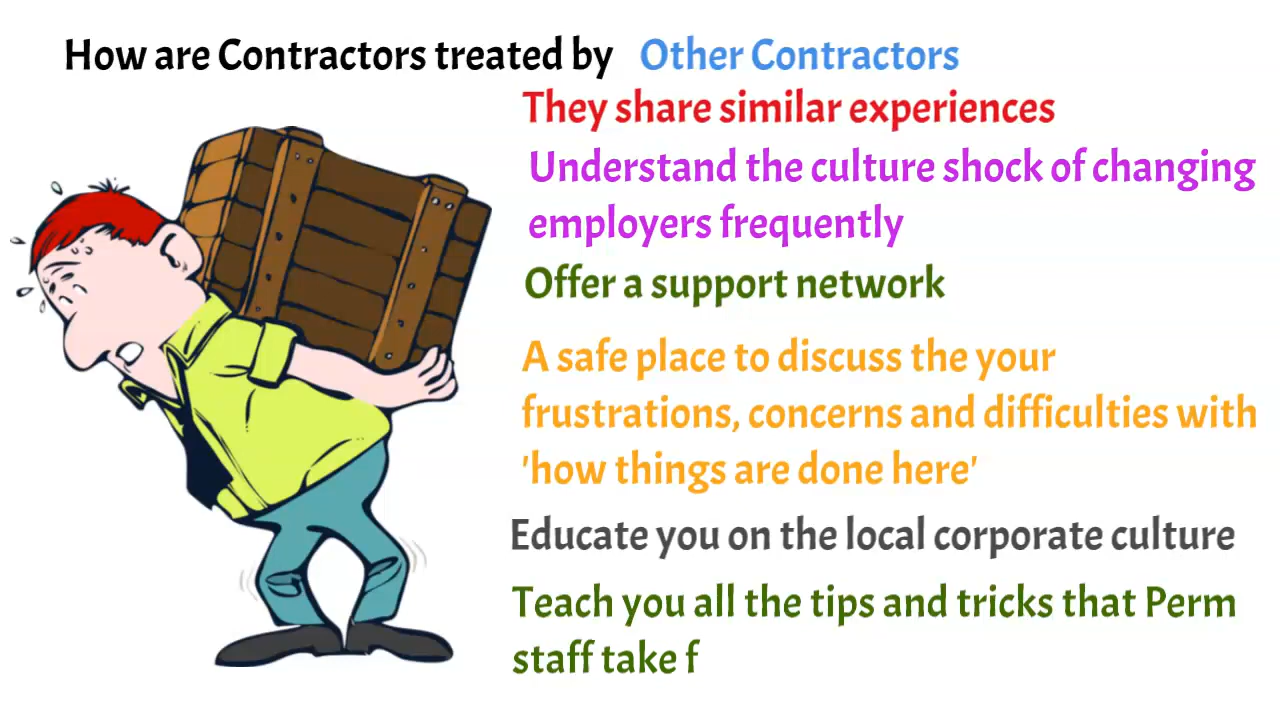 How are Contractors treated by Other Contractors
They share similar experiences
Understand the culture shock of changing
employers frequently
Offer a support network
A safe place to discuss the your
frustrations, concerns and difficulties with
'how things are done here'
Educate you on the local corporate culture
Teach you all the tips and tricks that Perm
staff take f